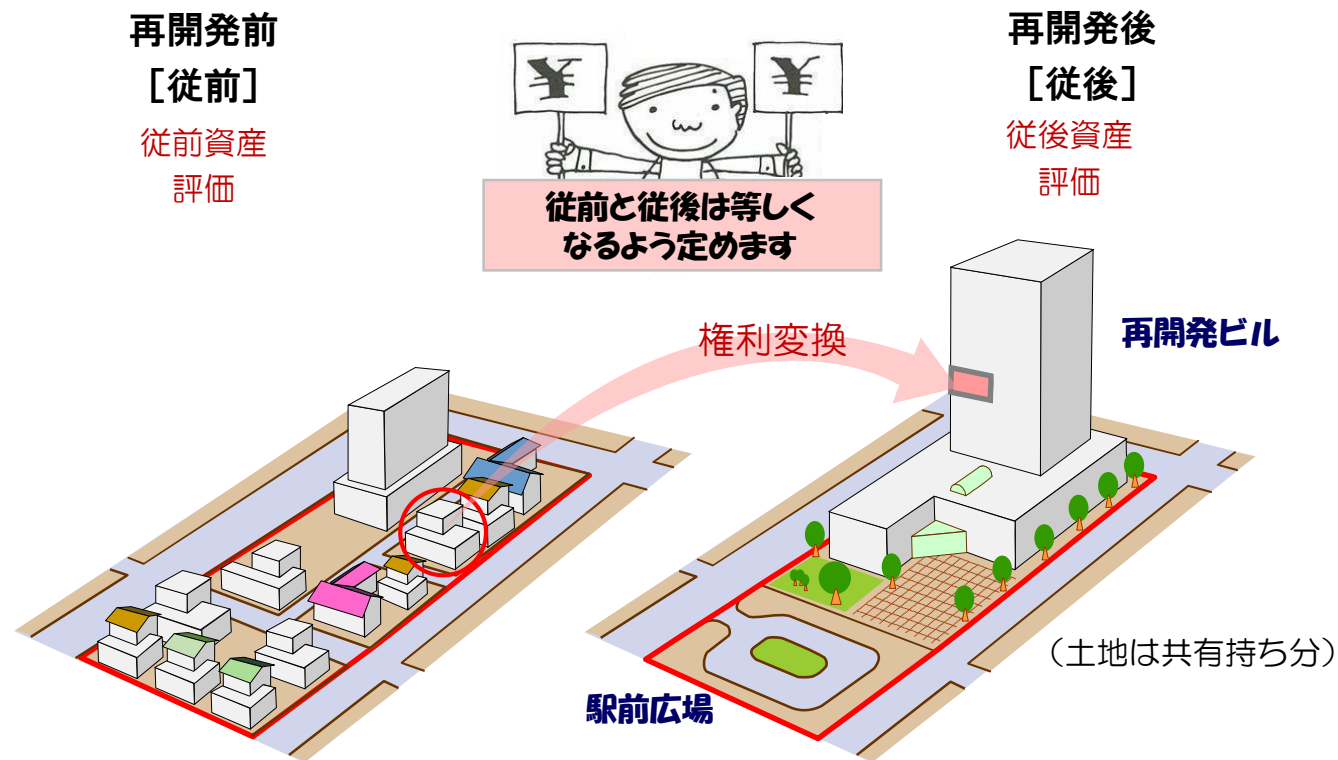 再開発前
［従前］
従前資産
評価
¥
¥
従前と従後は等しく
なるよう定めます
再開発後
［従後］
従後資産
評価
権利変換
再開発ビル
（土地は共有持ち分）
駅前広場